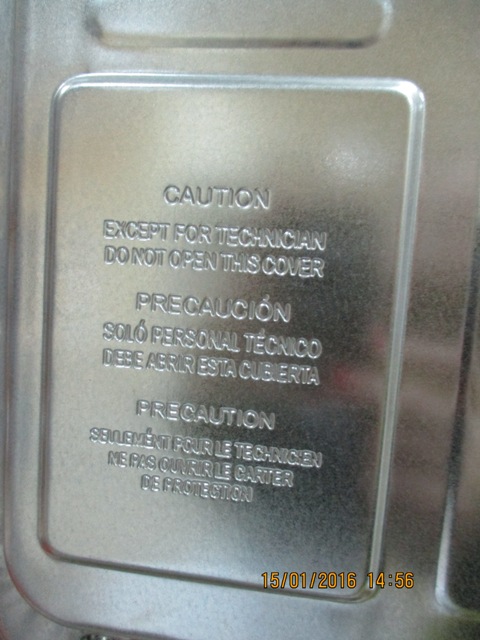 CAUTION
EXCEPT FOR TECHNICIAN
DO NOT OPEN THIS COVER
PRECAUCIÓN
SOLÓ PERSONAL TÉCNICO
DEBE ABRIR ESTA CUBIERTA
PRECAUTION
SEULEMÉNT POUR LE TECHNICIEN
NE PAS OUVRIR LE CARTER
DE PROTECTION
15/01/2016 14:56